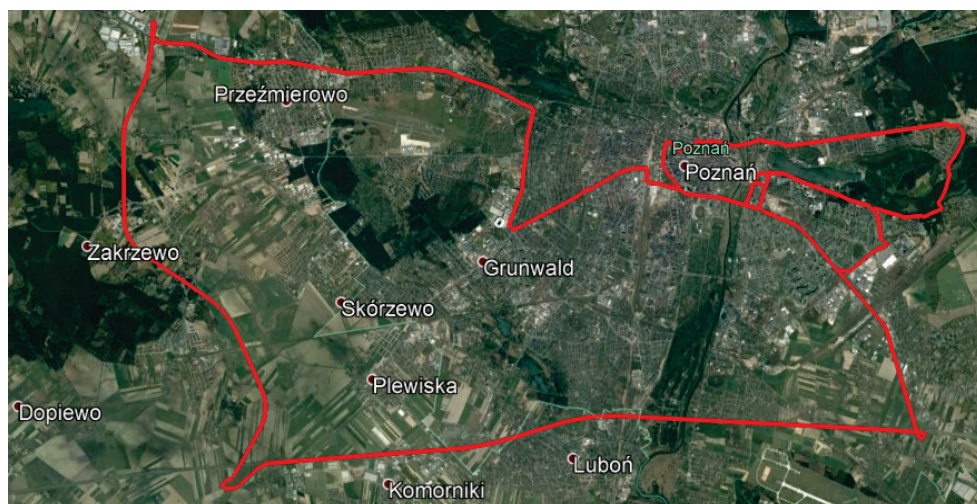 Przeźmierowo
Poznań
Poznań
Zakrzewo
Grunwald
Skórzewo
Plewiska
Dopiewo
Luboń
Komorniki